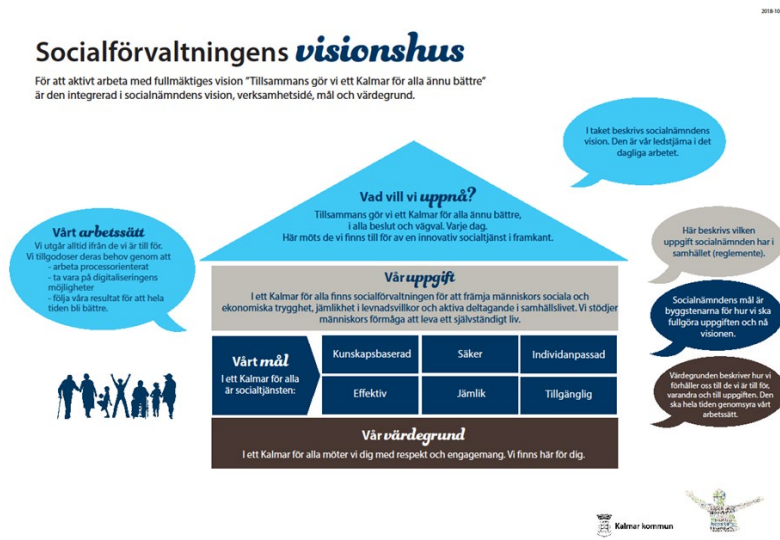 2018-10
Socialförvaltningens visionshus
För att aktivt arbeta med fullmäktiges vision "Tillsammans gör vi ett Kalmar för alla ännu bättre"
är den integrerad i socialnämndens vision, verksamhetsidé, mål och värdegrund.
I taket beskrivs socialnämndens
vision. Den är vår ledstjärna i det
dagliga arbetet.
Vad vill vi uppnå?
Tillsammans gör vi ett Kalmar för alla ännu bättre,
i alla beslut och vägval. Varje dag.
Här möts de vi finns till för av en innovativ socialtjänst i framkant.
Vårt arbetssätt
Vi utgår alltid ifrån de vi är till för.
Vi tillgodoser deras behov genom att
- arbeta processorienterat
- ta vara på digitaliseringens
möjligheter
- följa våra resultat för att hela
tiden bli bättre.
Här beskrivs vilken
uppgift socialnämnden har i
samhället (reglemente).
Vår uppgift
I ett Kalmar för alla finns socialförvaltningen för att främja människors sociala och
ekonomiska trygghet, jämlikhet i levnadsvillkor och aktiva deltagande i samhällslivet. Vi stödjer
människors förmåga att leva ett självständigt liv.
Socialnämndens mål är
byggstenarna för hur vi ska
fullgöra uppgiften och nå
visionen.
Vårt mål
I ett Kalmar för alla
är socialtjänsten:
Kunskapsbaserad
Säker
Individanpassad
Effektiv
Jämlik
Tillgänglig
Värdegrunden beskriver hur vi
förhåller oss till de vi är till för,
varandra och till uppgiften. Den
ska hela tiden genomsyra vårt
arbetssätt.
Vår värdegrund
I ett Kalmar för alla möter vi dig med respekt och engagemang. Vi finns här för dig.
Kalmar kommun